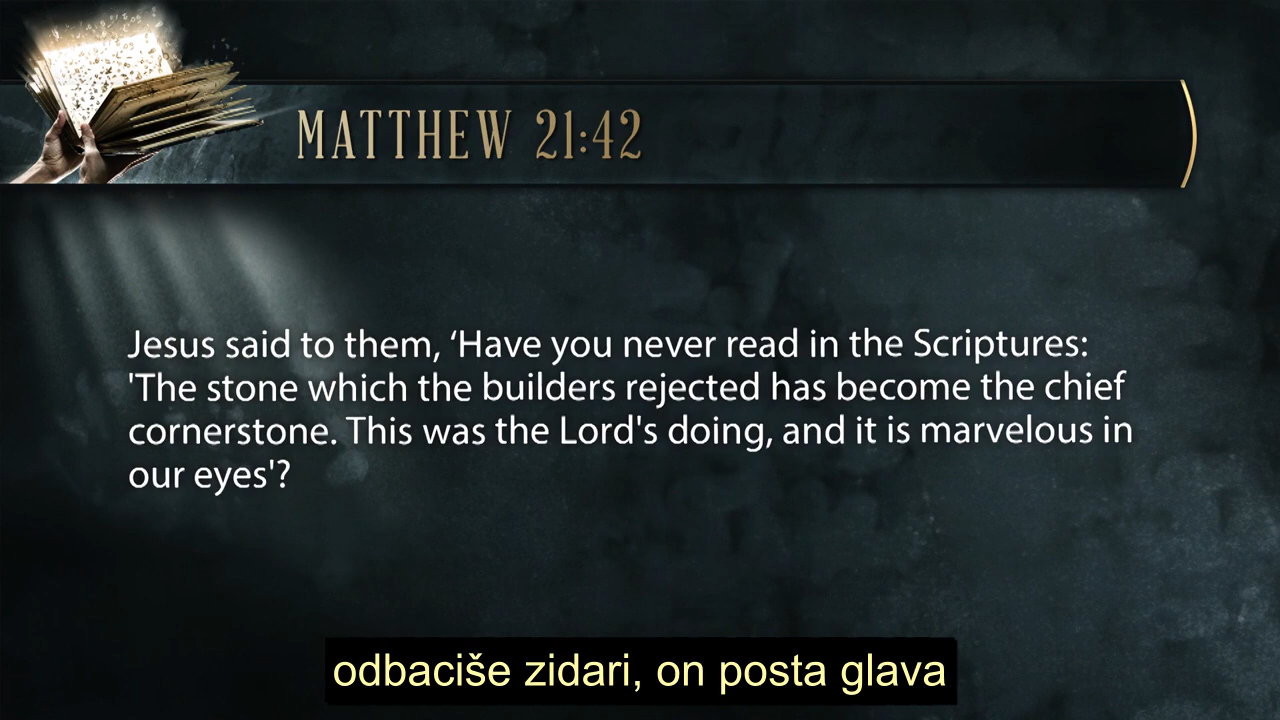 MATTHEW 21:42
Jesus said to them, ‘Have you never read in the Scriptures:
'The stone which the builders rejected has become the chief
cornerstone. This was the Lord's doing, and it is marvelous in
our eyes'?
odbaciše zidari, on posta glava